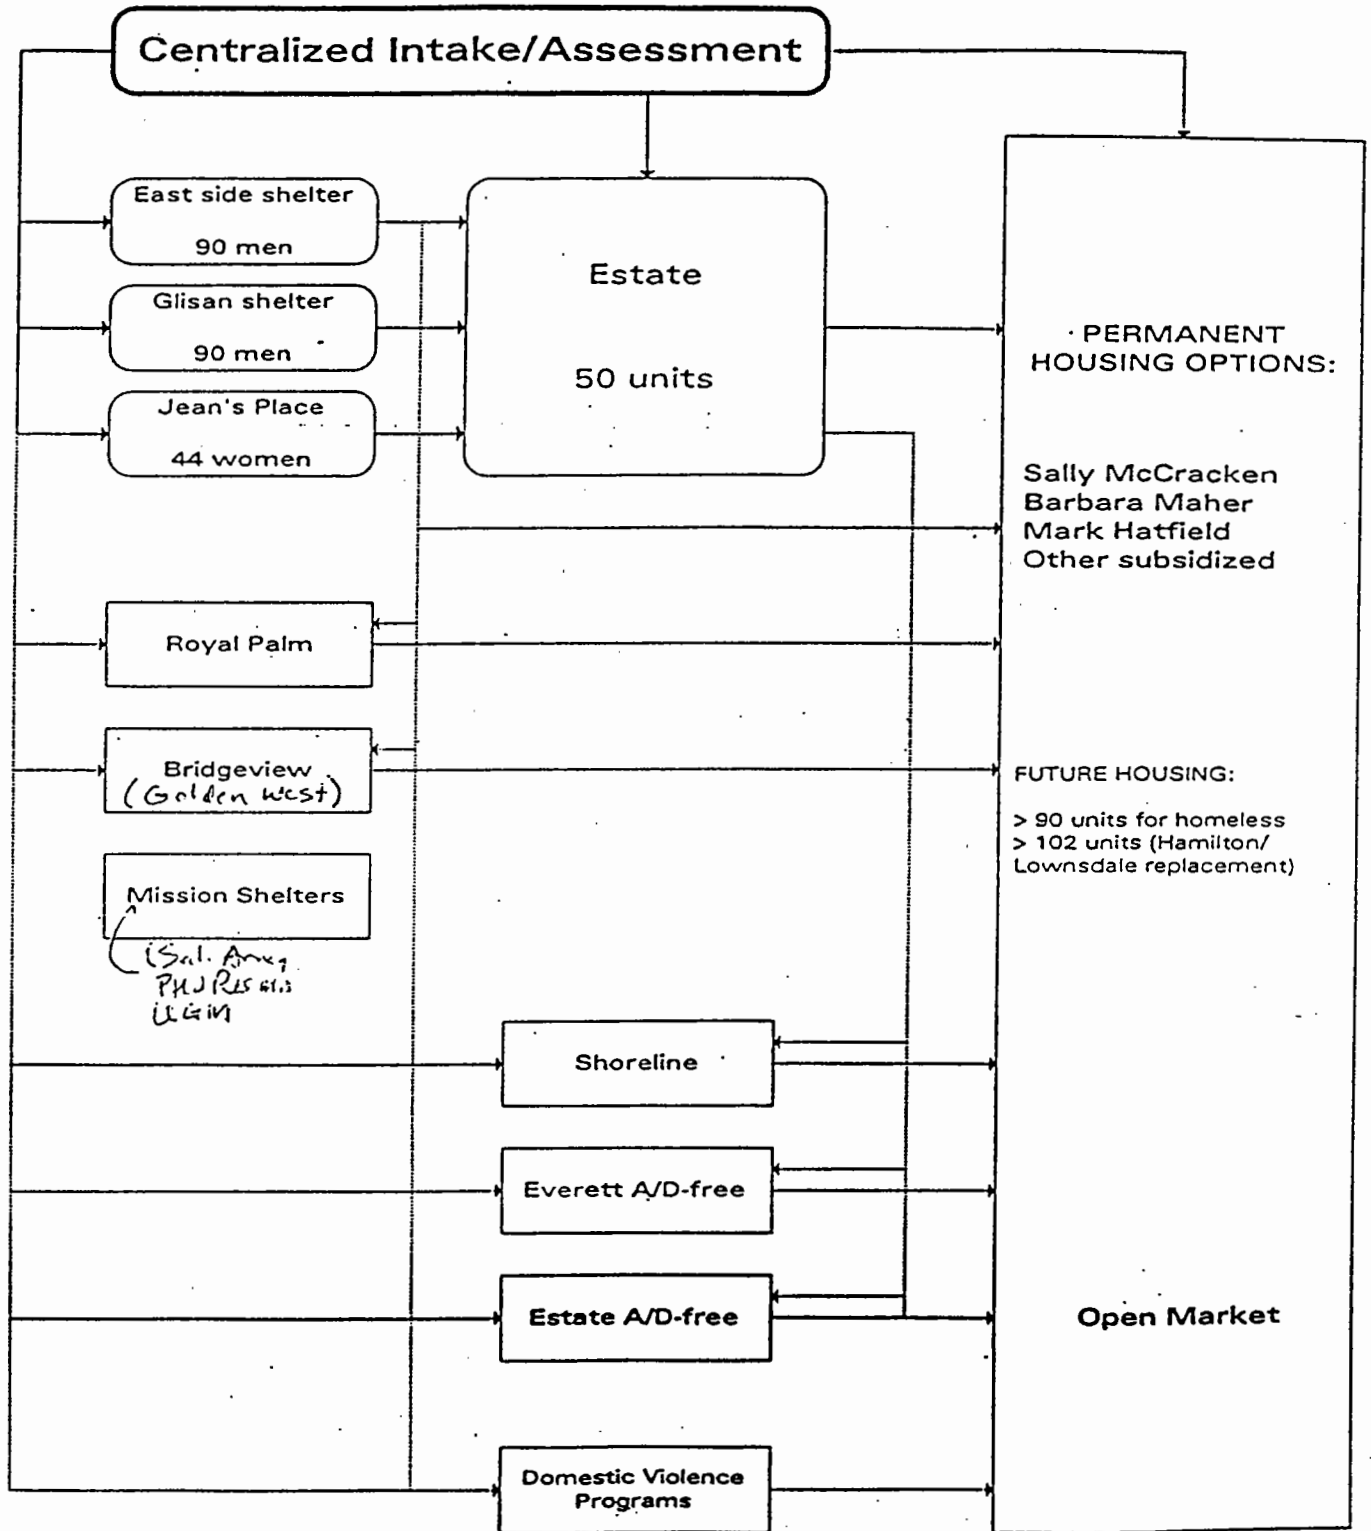 Centralized Intake/Assessment
East side shelter
90 men
Glisan shelter
90 men
Jean's Place
44 women
Estate
50 units
PERMANENT
HOUSING OPTIONS:
Sally McCracken
Barbara Maher
Mark Hatfield
Other subsidized
Royal Palm
Bridgeview
(Golden West)
FUTURE HOUSING:
> 90 units for homeless
> 102 units (Hamilton/
Lownsdale replacement)
Mission Shelters
Sal.
UGM
Shoreline
Everett A/D-free
Estate A/D-free
Open Market
Domestic Violence
Programs